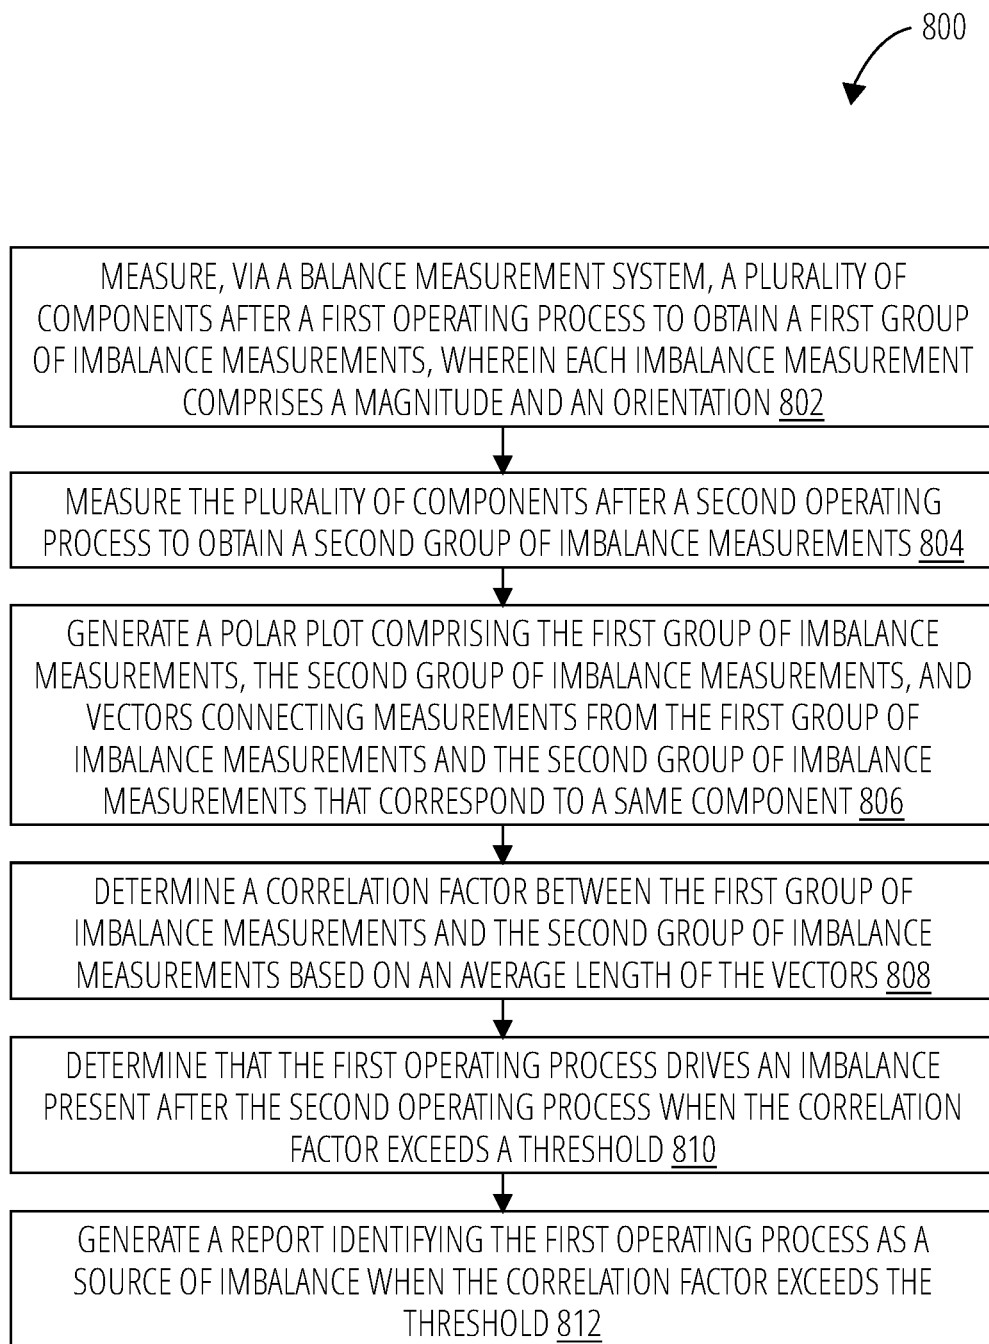 800
MEASURE, VIA A BALANCE MEASUREMENT SYSTEM, A PLURALITY OF
COMPONENTS AFTER A FIRST OPERATING PROCESS TO OBTAIN A FIRST GROUP
OF IMBALANCE MEASUREMENTS, WHEREIN EACH IMBALANCE MEASUREMENT
COMPRISES A MAGNITUDE AND AN ORIENTATION 802
MEASURE THE PLURALITY OF COMPONENTS AFTER A SECOND OPERATING
PROCESS TO OBTAIN A SECOND GROUP OF IMBALANCE MEASUREMENTS 804
GENERATE A POLAR PLOT COMPRISING THE FIRST GROUP OF IMBALANCE
MEASUREMENTS, THE SECOND GROUP OF IMBALANCE MEASUREMENTS, AND
VECTORS CONNECTING MEASUREMENTS FROM THE FIRST GROUP OF
IMBALANCE MEASUREMENTS AND THE SECOND GROUP OF IMBALANCE
MEASUREMENTS THAT CORRESPOND TO A SAME COMPONENT 806
DETERMINE A CORRELATION FACTOR BETWEEN THE FIRST GROUP OF
IMBALANCE MEASUREMENTS AND THE SECOND GROUP OF IMBALANCE
MEASUREMENTS BASED ON AN AVERAGE LENGTH OF THE VECTORS 808
DETERMINE THAT THE FIRST OPERATING PROCESS DRIVES AN IMBALANCE
PRESENT AFTER THE SECOND OPERATING PROCESS WHEN THE CORRELATION
FACTOR EXCEEDS A THRESHOLD 810
GENERATE A REPORT IDENTIFYING THE FIRST OPERATING PROCESS AS A
SOURCE OF IMBALANCE WHEN THE CORRELATION FACTOR EXCEEDS THE
THRESHOLD 812